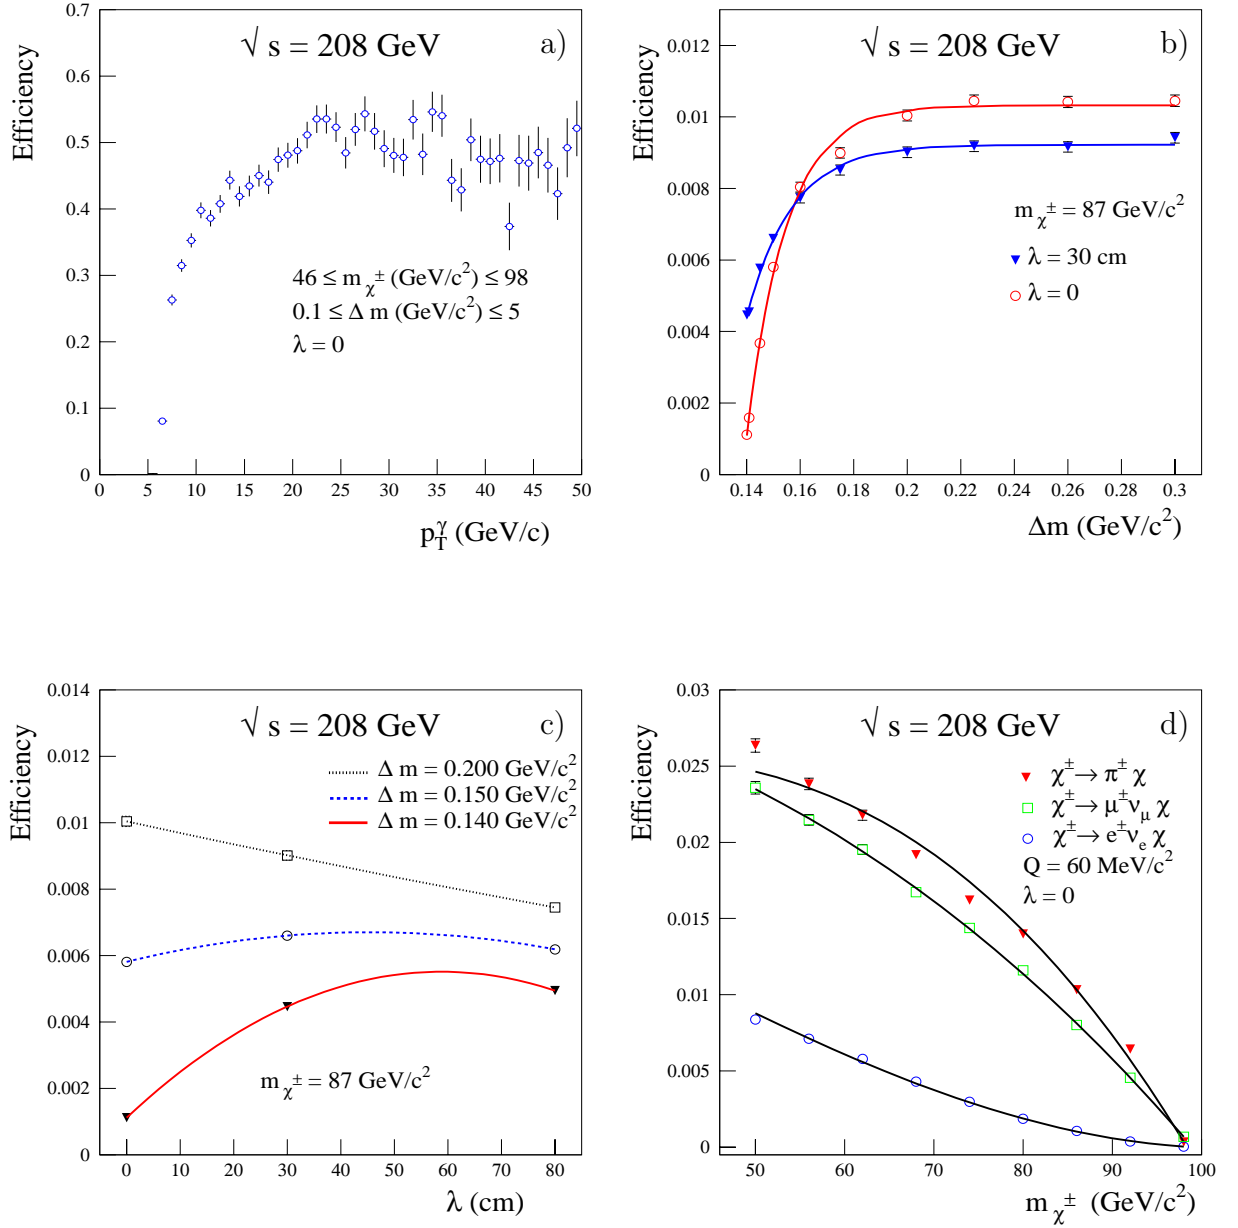 √ s = 208 GeV
a)
Efficiency
0.7
0.6
0.5
0.4
0.3
0.2
0.1
0
46 ≤ m_χ± (GeV/c²) ≤ 98
0.1 ≤ Δ m (GeV/c²) ≤ 5
λ = 0
0 5 10 15 20 25 30 35 40 45 50
p_T^γ (GeV/c)
√ s = 208 GeV
b)
Efficiency
0.012
0.01
0.008
0.006
0.004
0.002
0
m_χ± = 87 GeV/c²
λ = 30 cm
λ = 0
0.14 0.16 0.18 0.2 0.22 0.24 0.26 0.28 0.3
Δm (GeV/c²)
√ s = 208 GeV
c)
Efficiency
0.014
0.012
0.01
0.008
0.006
0.004
0.002
0
Δ m = 0.200 GeV/c²
Δ m = 0.150 GeV/c²
Δ m = 0.140 GeV/c²
m_χ± = 87 GeV/c²
0 10 20 30 40 50 60 70 80
λ (cm)
√ s = 208 GeV
d)
Efficiency
0.03
0.025
0.02
0.015
0.01
0.005
0
χ± → π± χ
χ± → μ± ν_μ χ
χ± → e± ν_e χ
Q = 60 MeV/c²
λ = 0
50 60 70 80 90 100
m_χ± (GeV/c²)